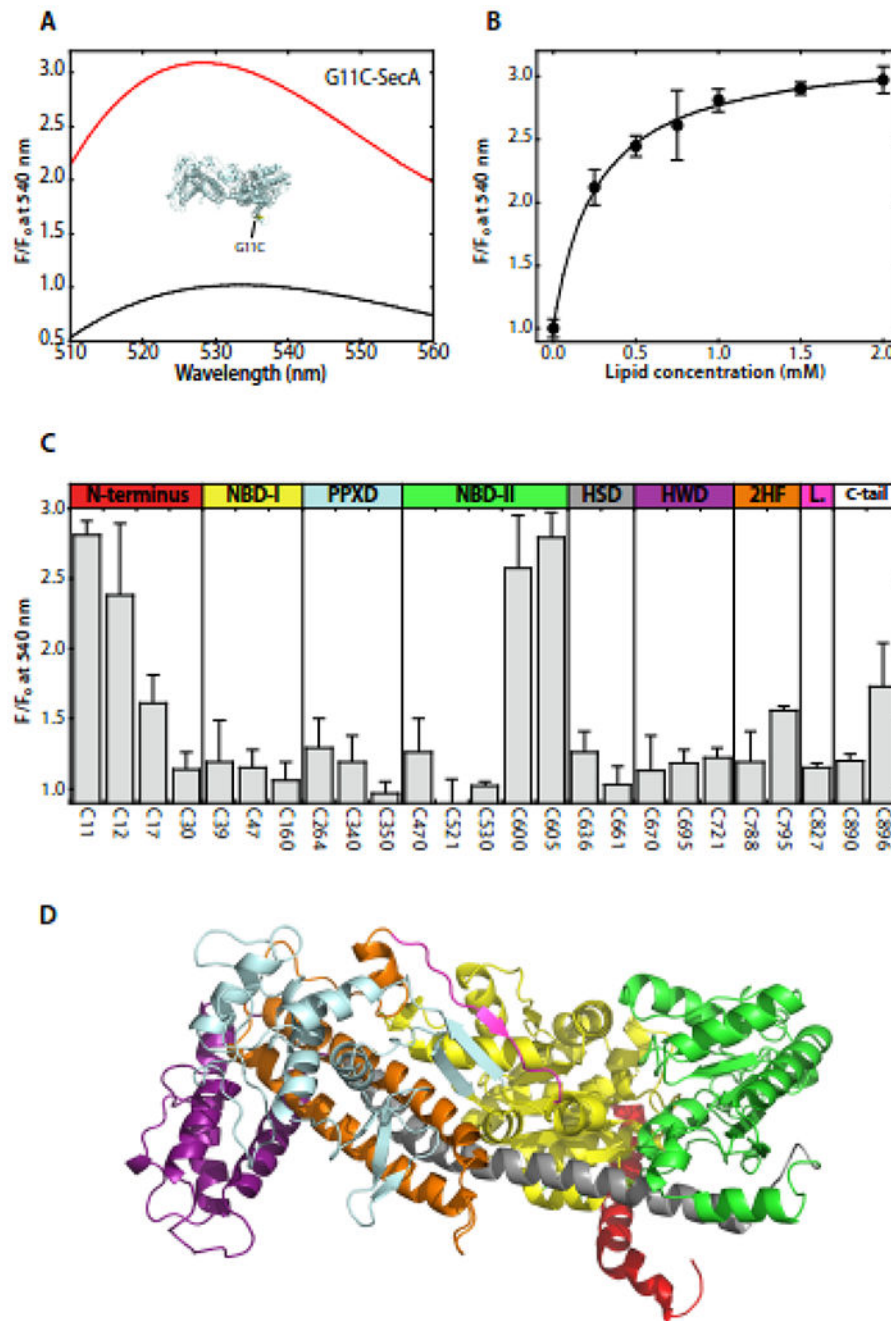 A
G11C-SecA
3.0
2.5
2.0
1.5
1.0
0.5
F/F₀ at 540 nm
G11C
510 520 530 540 550 560
Wavelength (nm)
B
3.0
2.5
2.0
1.5
1.0
F/F₀ at 540 nm
0.0 0.5 1.0 1.5 2.0
Lipid concentration (mM)
C
N-terminus NBD-I PPXD NBD-II HSD HWD 2HF L. C-tail
3.0
2.5
2.0
1.5
1.0
F/F₀ at 540 nm
C11 C12 C17 C30 C39 C47 C160 C264 C340 C350 C470 C521 C530 C600 C605 C636 C661 C670 C695 C721 C788 C795 C827 C890 C896
D